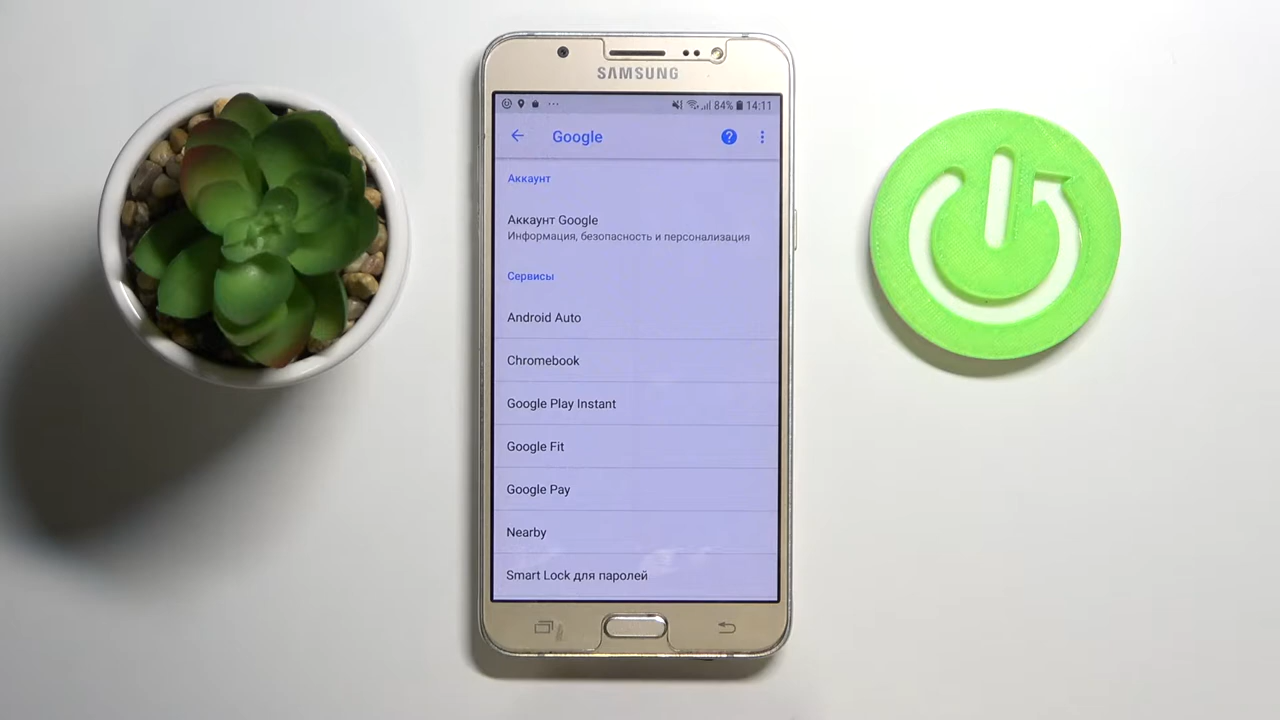 SAMSUNG
84% 14:11
Google
Аккаунт
Аккаунт Google
Информация, безопасность и персонализация
Сервисы
Android Auto
Chromebook
Google Play Instant
Google Fit
Google Pay
Nearby
Smart Lock для паролей